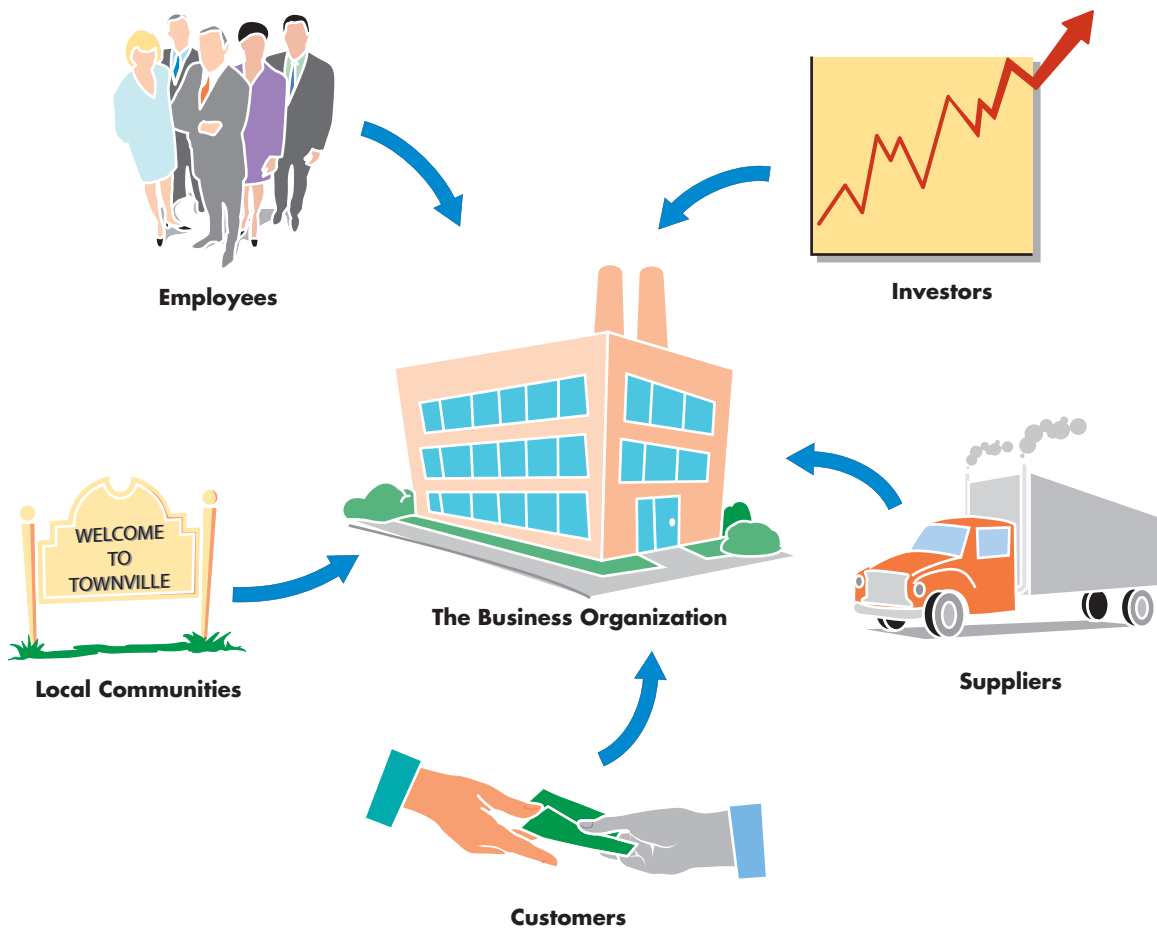 Employees
Investors
WELCOME
TO
TOWNVILLE
The Business Organization
Local Communities
Suppliers
Customers